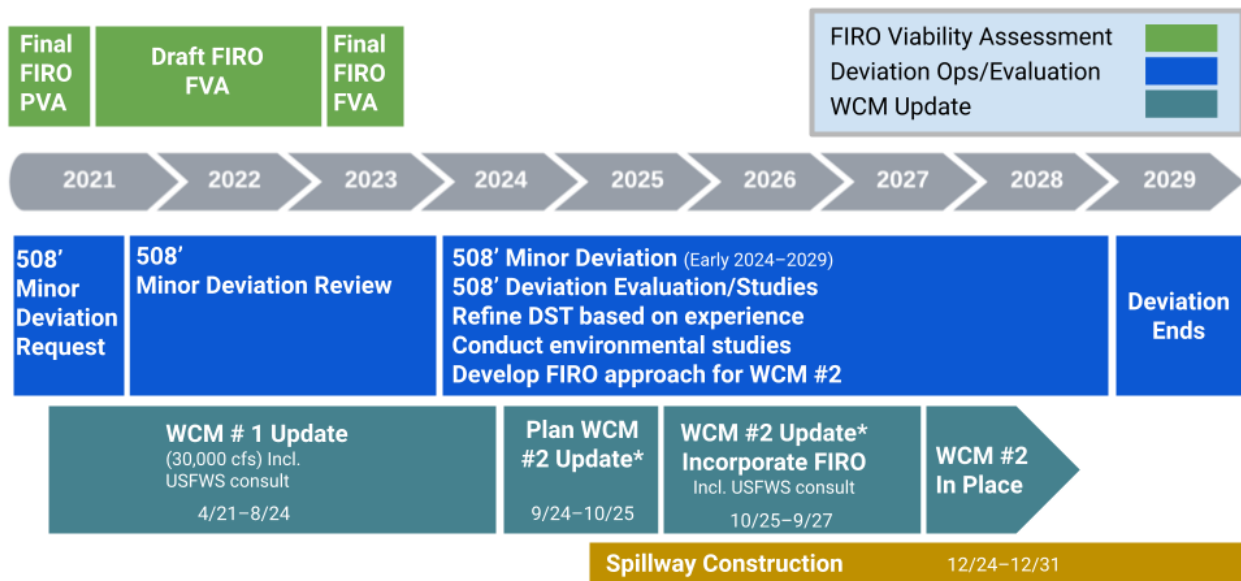 Final
FIRO
PVA
Draft FIRO
FVA
Final
FIRO
FVA
FIRO Viability Assessment
Deviation Ops/Evaluation
WCM Update
2021
2022
2023
2024
2025
2026
2027
2028
2029
508’
Minor
Deviation
Request
508’
Minor Deviation Review
508’ Minor Deviation (Early 2024–2029)
508’ Deviation Evaluation/Studies
Refine DST based on experience
Conduct environmental studies
Develop FIRO approach for WCM #2
Deviation
Ends
WCM # 1 Update
(30,000 cfs) Incl.
USFWS consult
4/21–8/24
Plan WCM
#2 Update*
9/24–10/25
WCM #2 Update*
Incorporate FIRO
Incl. USFWS consult
10/25–9/27
WCM #2
In Place
Spillway Construction 12/24–12/31